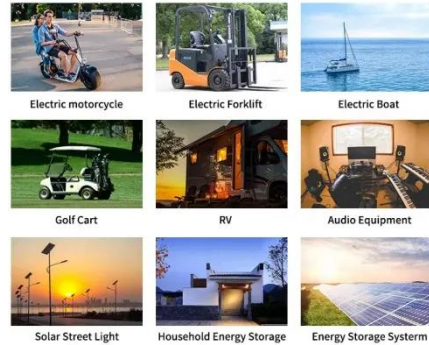 Electric motorcycle
Electric Forklift
Electric Boat
Golf Cart
RV
Audio Equipment
Solar Street Light
Household Energy Storage
Energy Storage Systerm